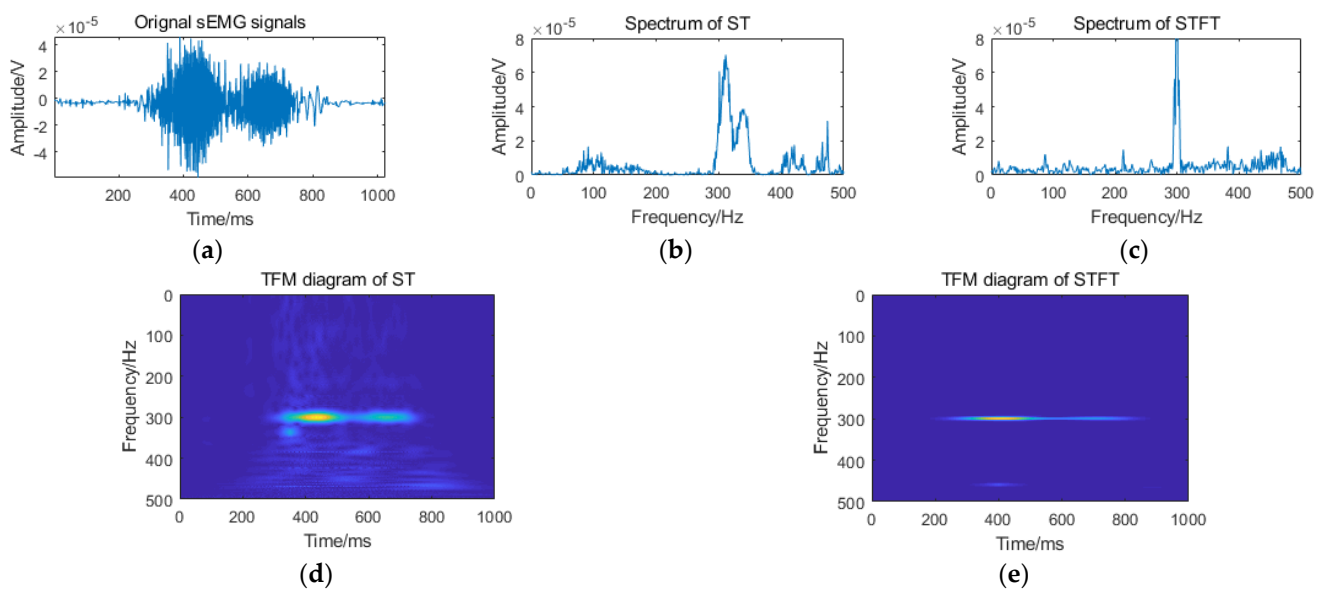 Orignal sEMG signals
×10-5
Amplitude/V
4
2
0
-2
-4
200 400 600 800 1000
Time/ms
(a)
Spectrum of ST
×10-5
Amplitude/V
8
6
4
2
0
0 100 200 300 400 500
Frequency/Hz
(b)
Spectrum of STFT
×10-5
Amplitude/V
8
6
4
2
0
0 100 200 300 400 500
Frequency/Hz
(c)
TFM diagram of ST
Frequency/Hz
0
100
200
300
400
500
0 200 400 600 800 1000
Time/ms
(d)
TFM diagram of STFT
Frequency/Hz
0
100
200
300
400
500
0 200 400 600 800 1000
Time/ms
(e)